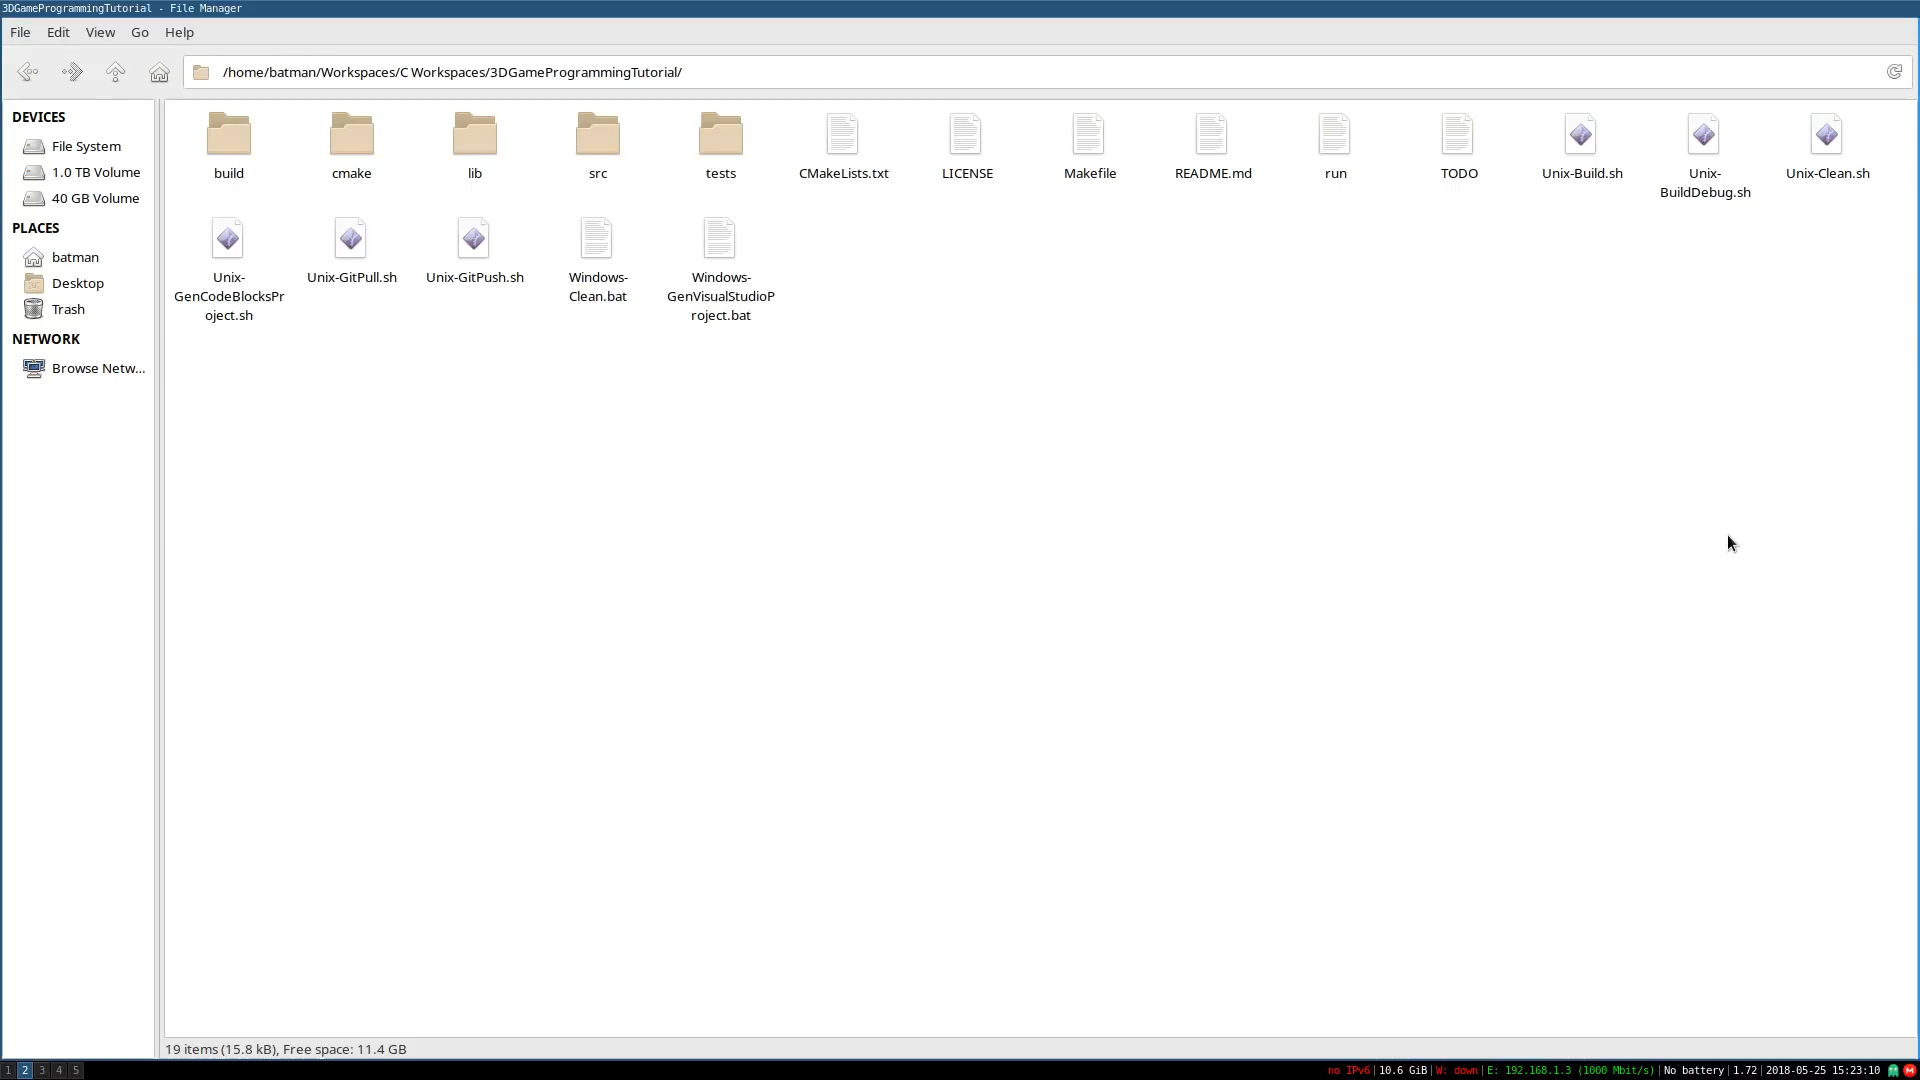 3DGameProgrammingTutorial - File Manager
File Edit View Go Help
/home/batman/Workspaces/C Workspaces/3DGameProgrammingTutorial/
DEVICES
File System
1.0 TB Volume
40 GB Volume
PLACES
batman
Desktop
Trash
NETWORK
Browse Netw...
build cmake lib src tests CMakeLists.txt LICENSE Makefile README.md run TODO Unix-Build.sh Unix-BuildDebug.sh Unix-Clean.sh
Unix-GenCodeBlocksProject.sh Unix-GitPull.sh Unix-GitPush.sh Windows-Clean.bat Windows-GenVisualStudioProject.bat
19 items (15.8 kB), Free space: 11.4 GB
1 2 3 4 5 no IPv6|10.6 GiB|W: down|E: 192.168.1.3 (1000 Mbit/s)|No battery|1.72|2018-05-25 15:23:10